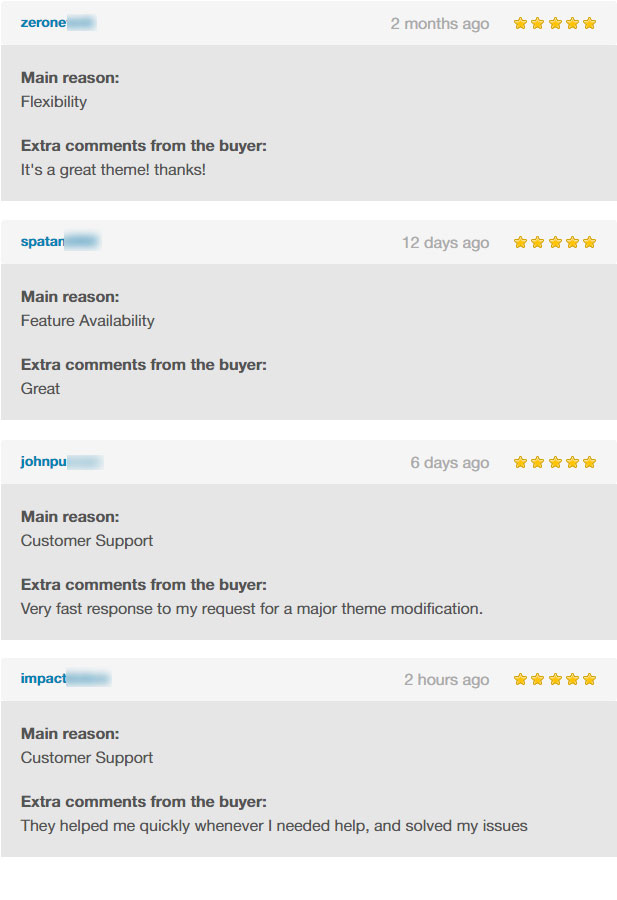 zerone
2 months ago
Main reason:
Flexibility
Extra comments from the buyer:
It's a great theme! thanks!
spatan
12 days ago
Main reason:
Feature Availability
Extra comments from the buyer:
Great
johnpu
6 days ago
Main reason:
Customer Support
Extra comments from the buyer:
Very fast response to my request for a major theme modification.
impact
2 hours ago
Main reason:
Customer Support
Extra comments from the buyer:
They helped me quickly whenever I needed help, and solved my issues